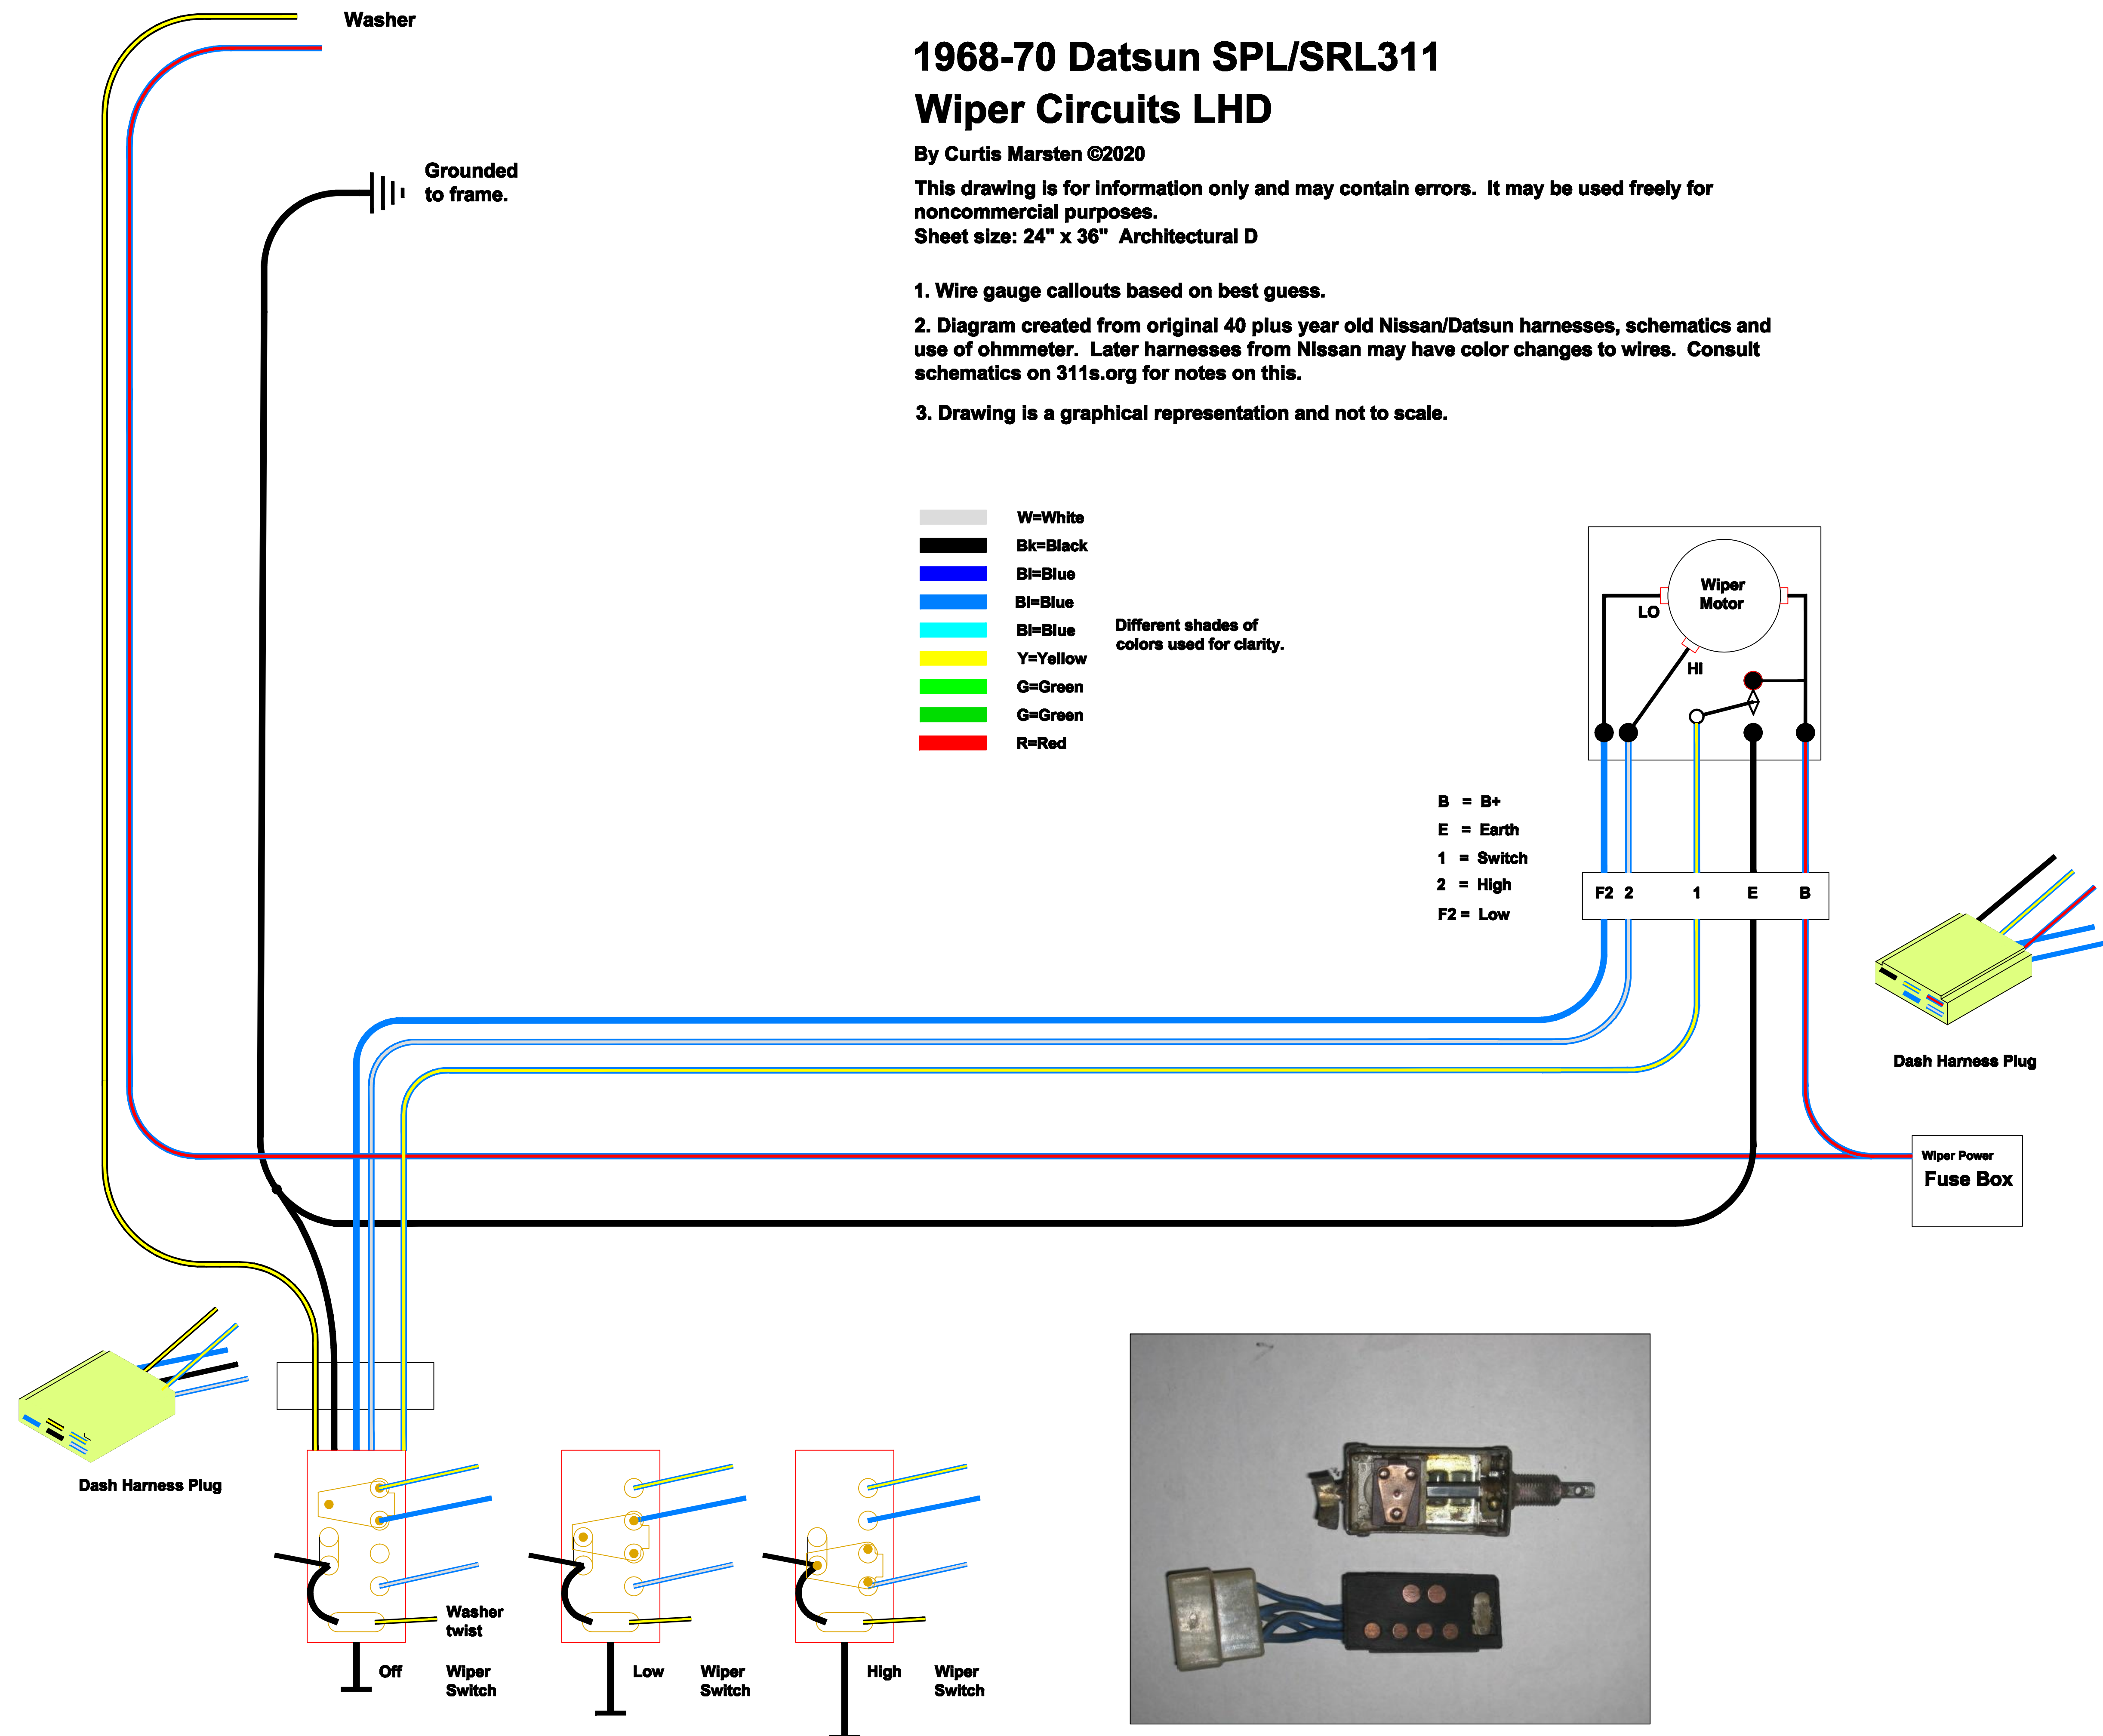 Washer
1968-70 Datsun SPL/SRL311
Wiper Circuits LHD
By Curtis Marsten ©2020
This drawing is for information only and may contain errors.  It may be used freely for
noncommercial purposes.
Sheet size: 24" x 36"  Architectural D
Grounded
to frame.
1. Wire gauge callouts based on best guess.
2. Diagram created from original 40 plus year old Nissan/Datsun harnesses, schematics and
use of ohmmeter.  Later harnesses from NIssan may have color changes to wires.  Consult
schematics on 311s.org for notes on this.
3. Drawing is a graphical representation and not to scale.
W=White
Bk=Black
Bl=Blue
Bl=Blue
Bl=Blue
Y=Yellow
G=Green
G=Green
R=Red
Different shades of
colors used for clarity.
Wiper
Motor
LO
HI
B = B+
E = Earth
1 = Switch
2 = High
F2 = Low
F2 2 1 E B
Dash Harness Plug
Wiper Power
Fuse Box
Dash Harness Plug
Washer
twist
Off
Wiper
Switch
Low
Wiper
Switch
High
Wiper
Switch